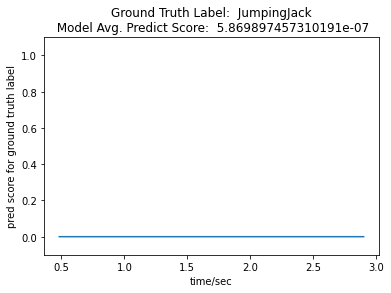 Ground Truth Label:  JumpingJack
Model Avg. Predict Score:  5.869897457310191e-07
pred score for ground truth label
1.0
0.8
0.6
0.4
0.2
0.0
0.5 1.0 1.5 2.0 2.5 3.0
time/sec